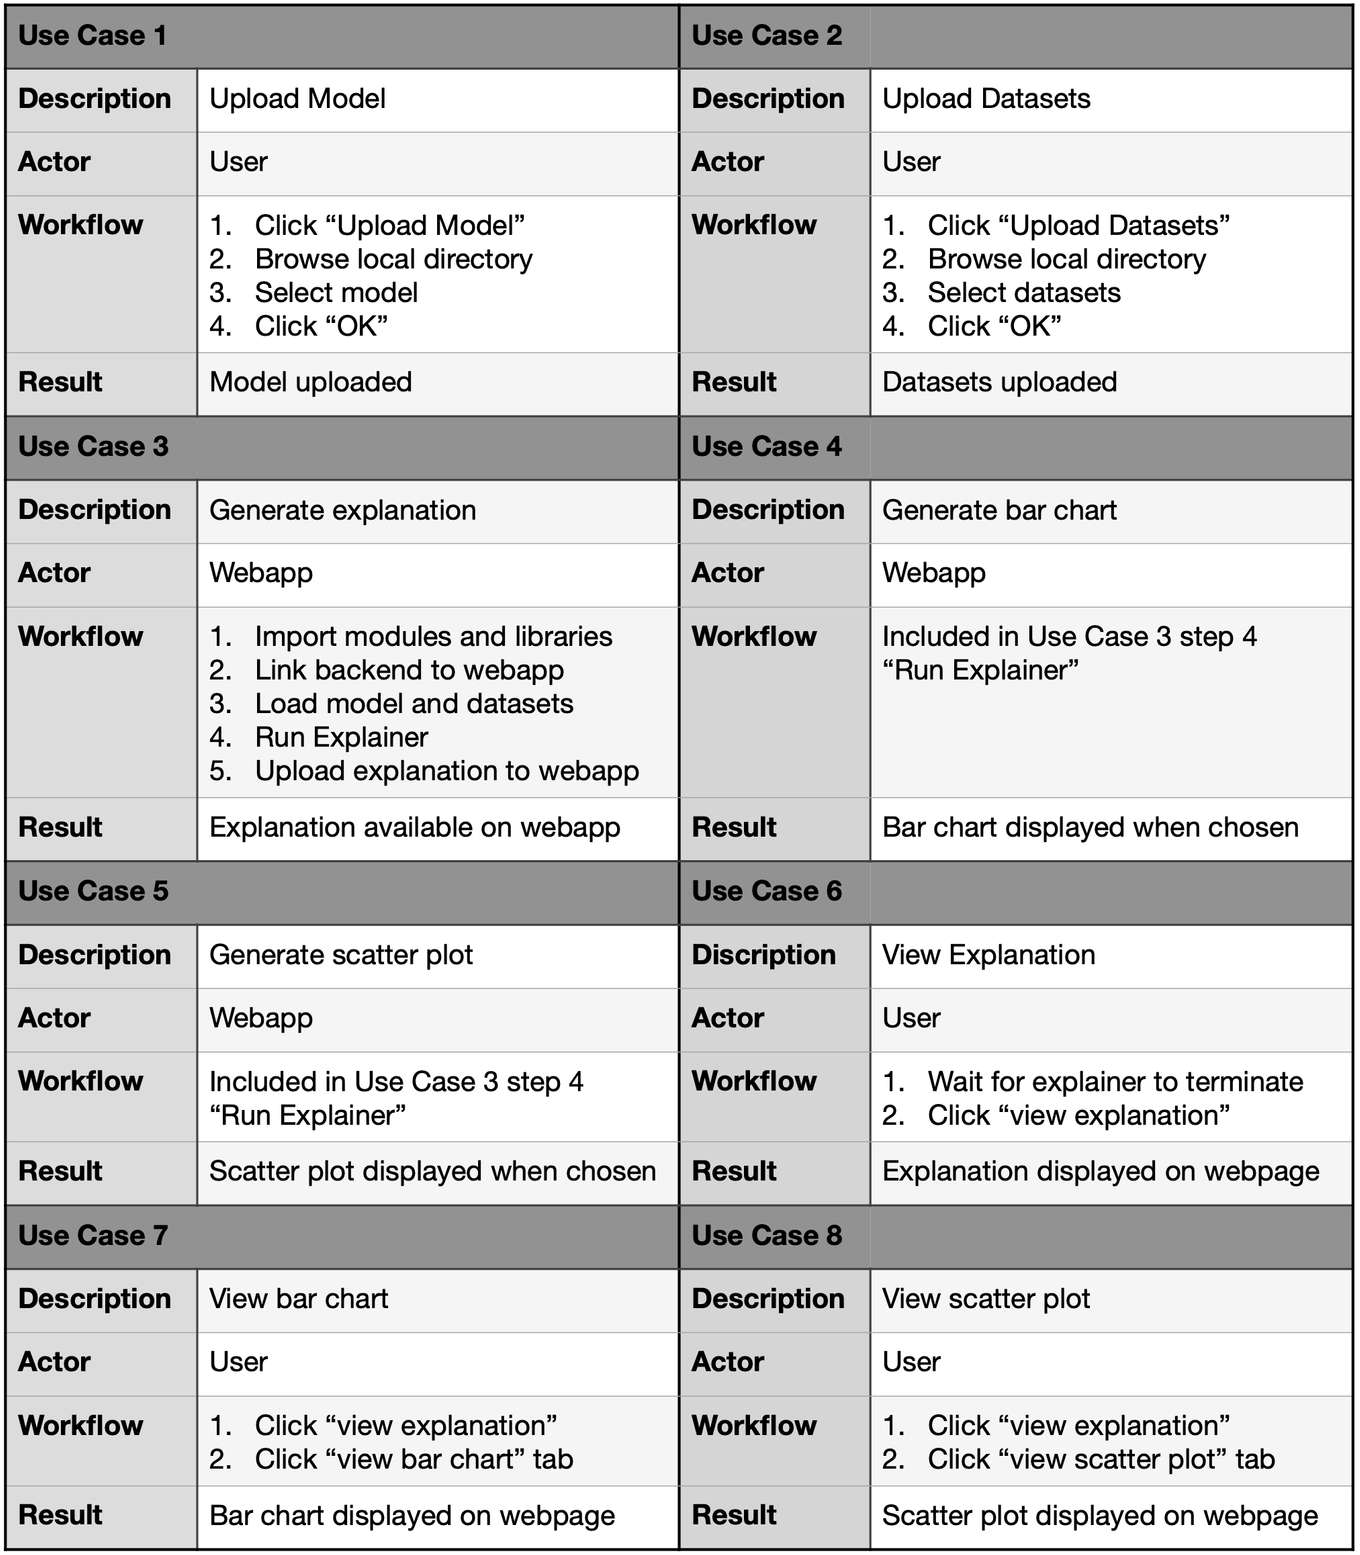 Use Case 1
Description Upload Model
Actor User
Workflow 1. Click “Upload Model”
2. Browse local directory
3. Select model
4. Click “OK”
Result Model uploaded
Use Case 2
Description Upload Datasets
Actor User
Workflow 1. Click “Upload Datasets”
2. Browse local directory
3. Select datasets
4. Click “OK”
Result Datasets uploaded
Use Case 3
Description Generate explanation
Actor Webapp
Workflow 1. Import modules and libraries
2. Link backend to webapp
3. Load model and datasets
4. Run Explainer
5. Upload explanation to webapp
Result Explanation available on webapp
Use Case 4
Description Generate bar chart
Actor Webapp
Workflow Included in Use Case 3 step 4
“Run Explainer”
Result Bar chart displayed when chosen
Use Case 5
Description Generate scatter plot
Actor Webapp
Workflow Included in Use Case 3 step 4
“Run Explainer”
Result Scatter plot displayed when chosen
Use Case 6
Discription View Explanation
Actor User
Workflow 1. Wait for explainer to terminate
2. Click “view explanation”
Result Explanation displayed on webpage
Use Case 7
Description View bar chart
Actor User
Workflow 1. Click “view explanation”
2. Click “view bar chart” tab
Result Bar chart displayed on webpage
Use Case 8
Description View scatter plot
Actor User
Workflow 1. Click “view explanation”
2. Click “view scatter plot” tab
Result Scatter plot displayed on webpage